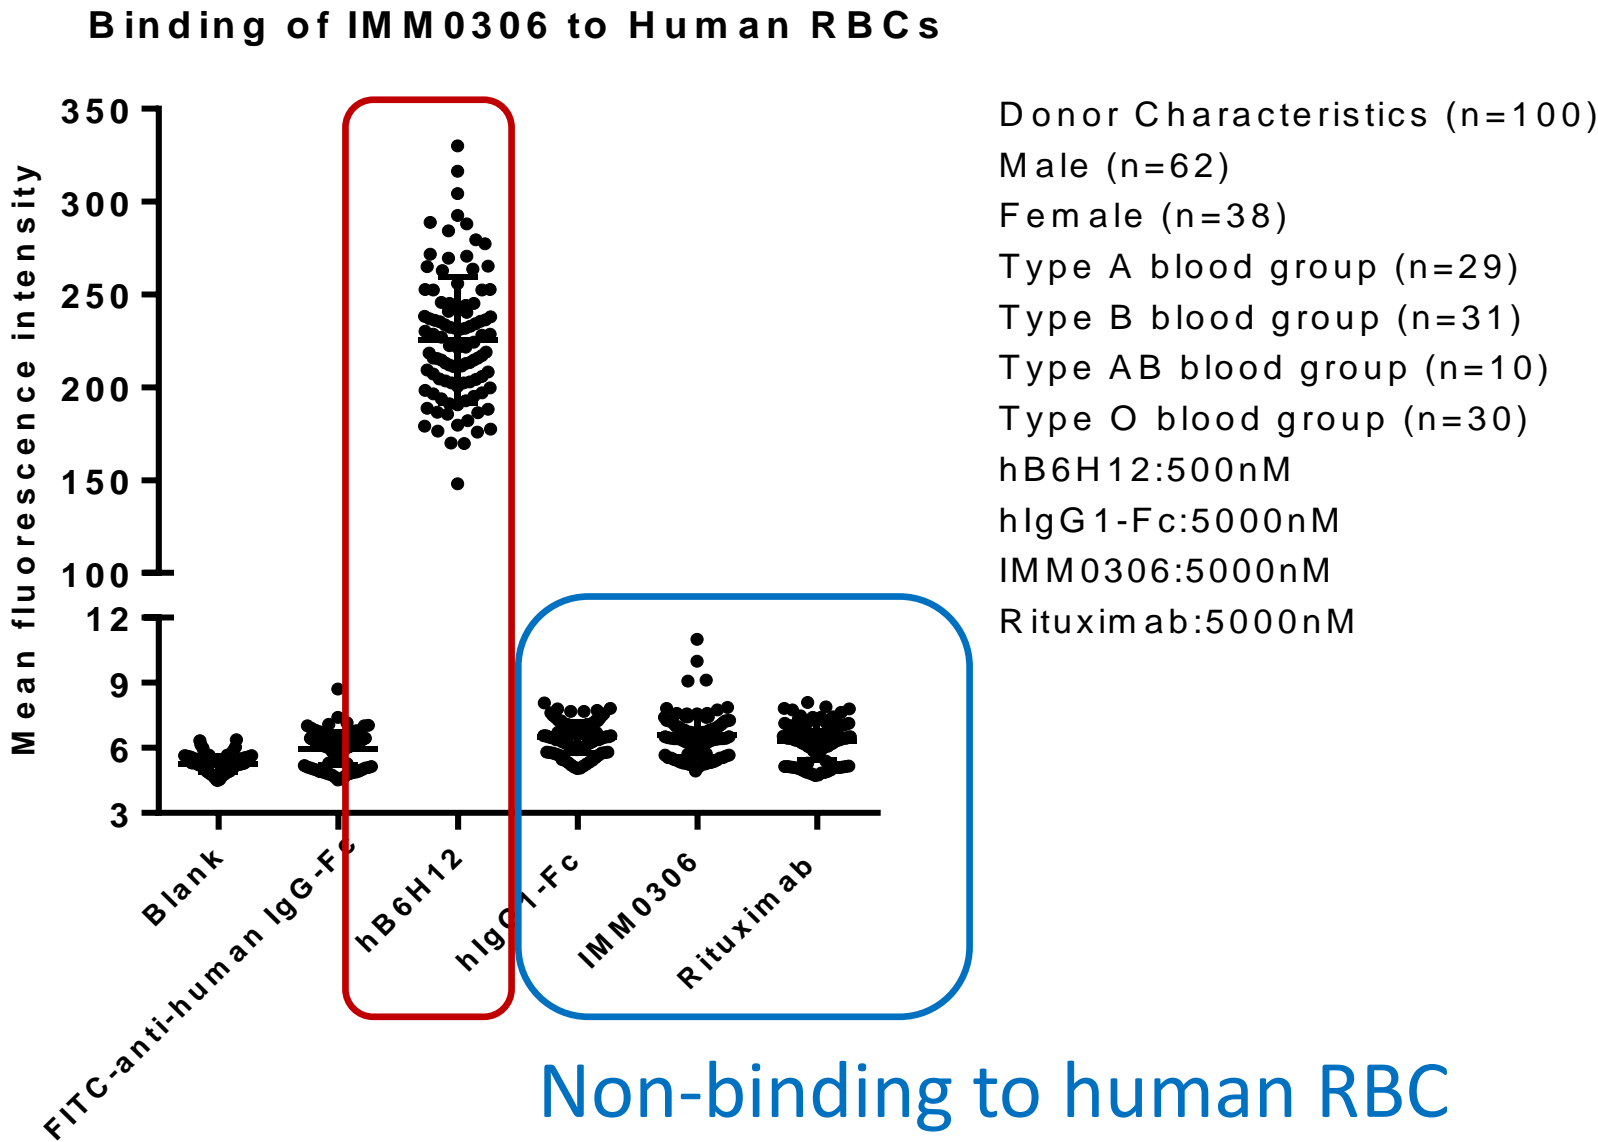 Binding of IMM0306 to Human RBCs
Mean fluorescence intensity
350
300
250
200
150
100
12
9
6
3
Blank
FITC-anti-human IgG-Fc
hB6H12
hIgG1-Fc
IMM0306
Rituximab
Donor Characteristics (n=100)
Male (n=62)
Female (n=38)
Type A blood group (n=29)
Type B blood group (n=31)
Type AB blood group (n=10)
Type O blood group (n=30)
hB6H12:500nM
hIgG1-Fc:5000nM
IMM0306:5000nM
Rituximab:5000nM
Non-binding to human RBC